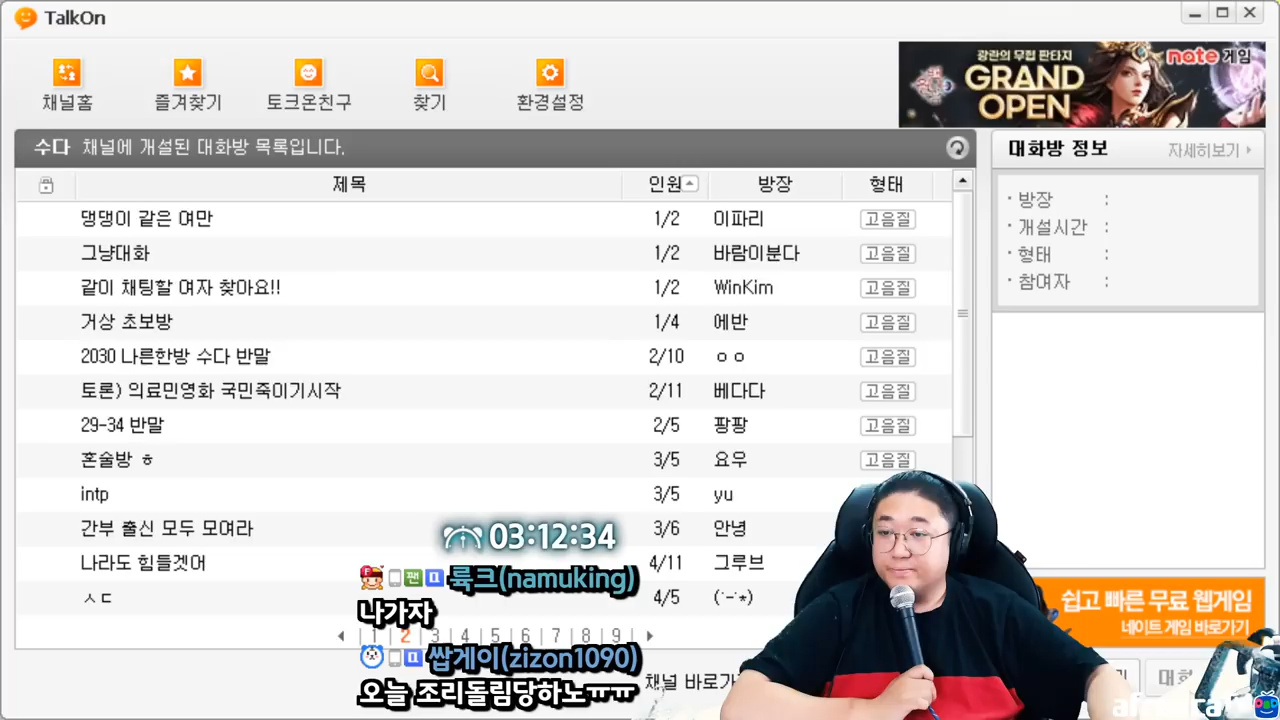 TalkOn
채널홈
즐겨찾기
토크온친구
찾기
환경설정
광란의 무협 판타지
GRAND
OPEN
nate 게임
수다 채널에 개설된 대화방 목록입니다.
대화방 정보 자세히보기
제목 인원 방장 형태
댕댕이 같은 여만 1/2 이파리 고음질
그냥대화 1/2 바람이분다 고음질
같이 채팅할 여자 찾아요!! 1/2 WinKim 고음질
거상 초보방 1/4 에반 고음질
2030 나른한방 수다 반말 2/10 ㅇㅇ 고음질
토론) 의료민영화 국민죽이기시작 2/11 베다다 고음질
29-34 반말 2/5 팡팡 고음질
혼술방 ㅎ 3/5 요우 고음질
intp 3/5 yu
간부 출신 모두 모여라 3/6 안녕
나라도 힘들겟어 4/11 그루브
ㅅㄷ 4/5 (·-·*)
· 방장 :
· 개설시간 :
· 형태 :
· 참여자 :
03:12:34
팬 륙크(namuking)
나가자
1 2 3 4 5 6 7 8 9
쌉게이(zizon1090)
오늘 조리돌림당하노ㅠㅠ
채널 바로가
쉽고 빠른 무료 웹게임
네이트 게임 바로가기
대화